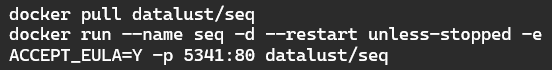 docker pull datalust/seq
docker run --name seq -d --restart unless-stopped -e
ACCEPT_EULA=Y -p 5341:80 datalust/seq